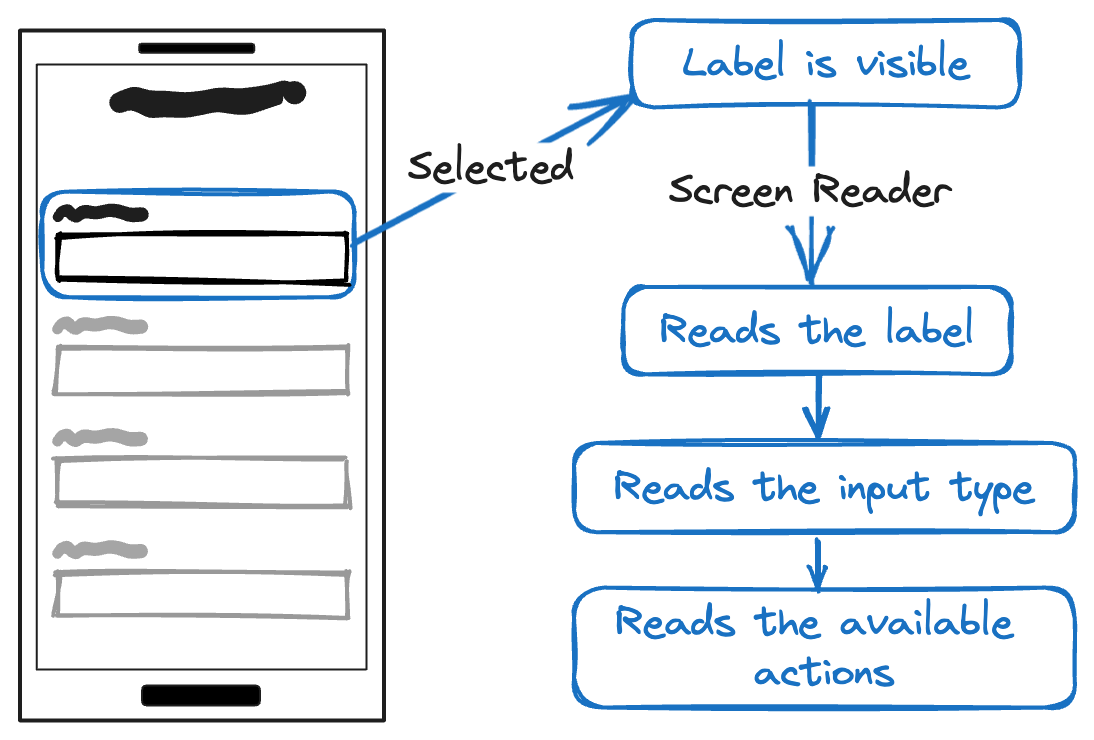 Label is visible
Selected
Screen Reader
Reads the label
Reads the input type
Reads the available
actions